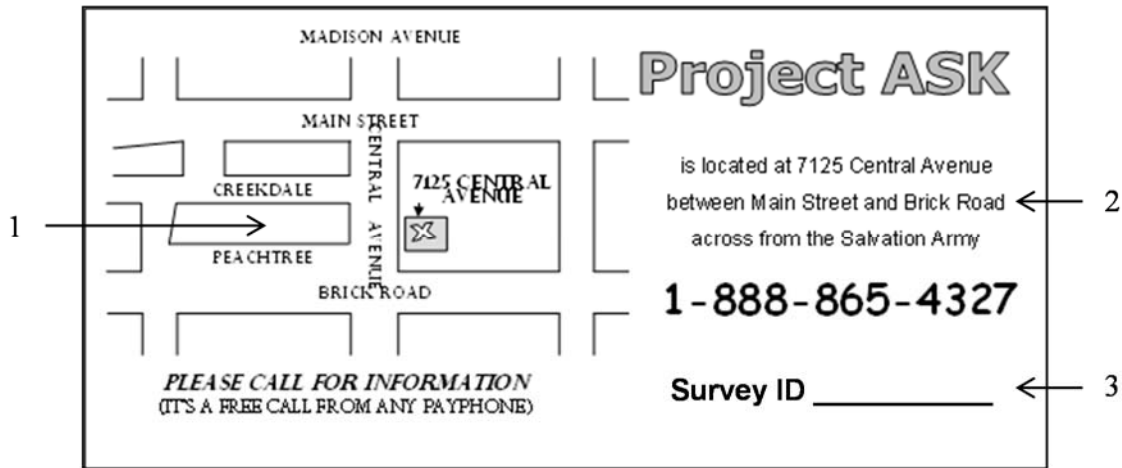 MADISON AVENUE
MAIN STREET
CENTRAL AVENUE
7125 CENTRAL
AVENUE
CREEKDALE
1
PEACHTREE
BRICK ROAD
PLEASE CALL FOR INFORMATION
(IT'S A FREE CALL FROM ANY PAYPHONE)
Project ASK
is located at 7125 Central Avenue
between Main Street and Brick Road
2
across from the Salvation Army
1-888-865-4327
Survey ID
3